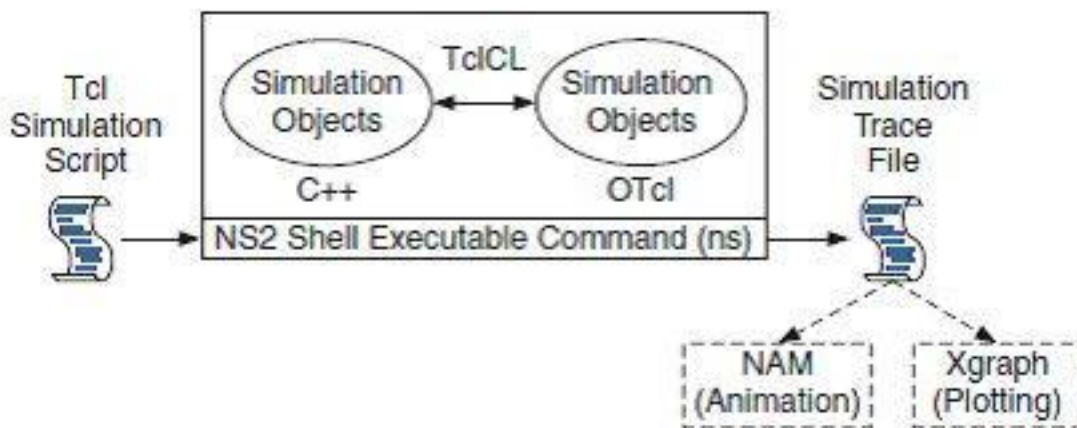 Tcl
Simulation
Script
Simulation
Objects
C++
TclCL
Simulation
Objects
OTcl
NS2 Shell Executable Command (ns)
Simulation
Trace
File
NAM
(Animation)
Xgraph
(Plotting)